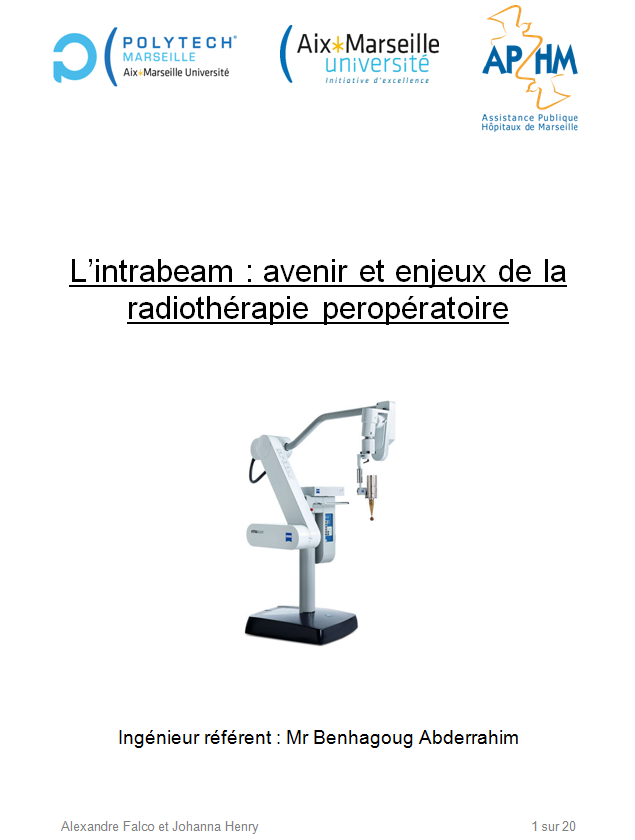 POLYTECH®
MARSEILLE
Aix*Marseille Université
Aix*Marseille
université
Initiative d'excellence
AP HM
Assistance Publique
Hôpitaux de Marseille
L’intrabeam : avenir et enjeux de la
radiothérapie peropératoire
Ingénieur référent : Mr Benhagoug Abderrahim
Alexandre Falco et Johanna Henry
1 sur 20